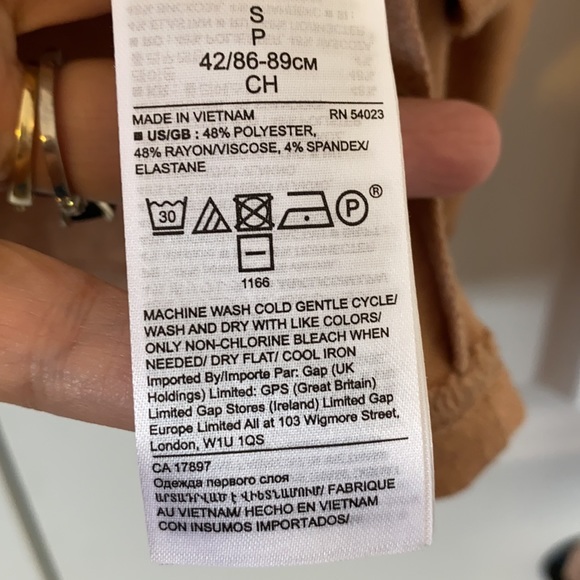 S
P
42/86-89CM
CH
MADE IN VIETNAM RN 54023
■ US/GB : 48% POLYESTER,
48% RAYON/VISCOSE, 4% SPANDEX/
ELASTANE
30 P ®
1166
MACHINE WASH COLD GENTLE CYCLE/
WASH AND DRY WITH LIKE COLORS/
ONLY NON-CHLORINE BLEACH WHEN
NEEDED/ DRY FLAT/ COOL IRON
Imported By/Importe Par: Gap (UK
Holdings) Limited: GPS (Great Britain)
Limited Gap Stores (Ireland) Limited Gap
Europe Limited All at 103 Wigmore Street,
London, W1U 1QS
CA 17897
Одежда первого слоя
ԱՐՏԱԴՐՎԱԾ Է ՎԻԵՏՆԱՄՈՒՄ/ FABRIQUE
AU VIETNAM/ HECHO EN VIETNAM
CON INSUMOS IMPORTADOS/